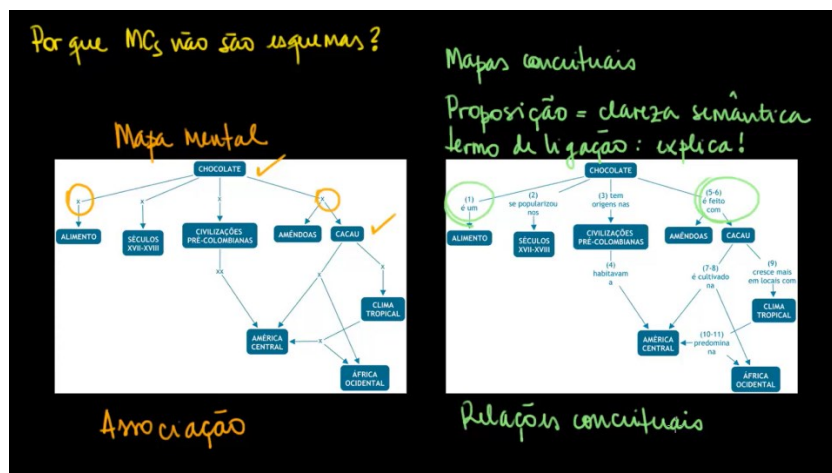 Por que MCs não são esquemas?
Mapa mental
CHOCOLATE
x
x
x
x
ALIMENTO
SÉCULOS
XVII-XVIII
CIVILIZAÇÕES
PRÉ-COLOMBIANAS
AMÊNDOAS
CACAU
xx
x
x
CLIMA
TROPICAL
AMÉRICA
CENTRAL
x
ÁFRICA
OCIDENTAL
Associação
Mapas conceituais
Proposição = clareza semântica
termo de ligação: explica!
CHOCOLATE
(1)
é um
(2)
se popularizou
nos
(3) tem
origens nas
(5-6)
é feito
com
ALIMENTO
SÉCULOS
XVII-XVIII
CIVILIZAÇÕES
PRÉ-COLOMBIANAS
AMÊNDOAS
CACAU
(4)
habitavam
a
(7-8)
é cultivado
na
(9)
cresce mais
em locais com
CLIMA
TROPICAL
AMÉRICA
CENTRAL
(10-11)
predomina
na
ÁFRICA
OCIDENTAL
Relações conceituais